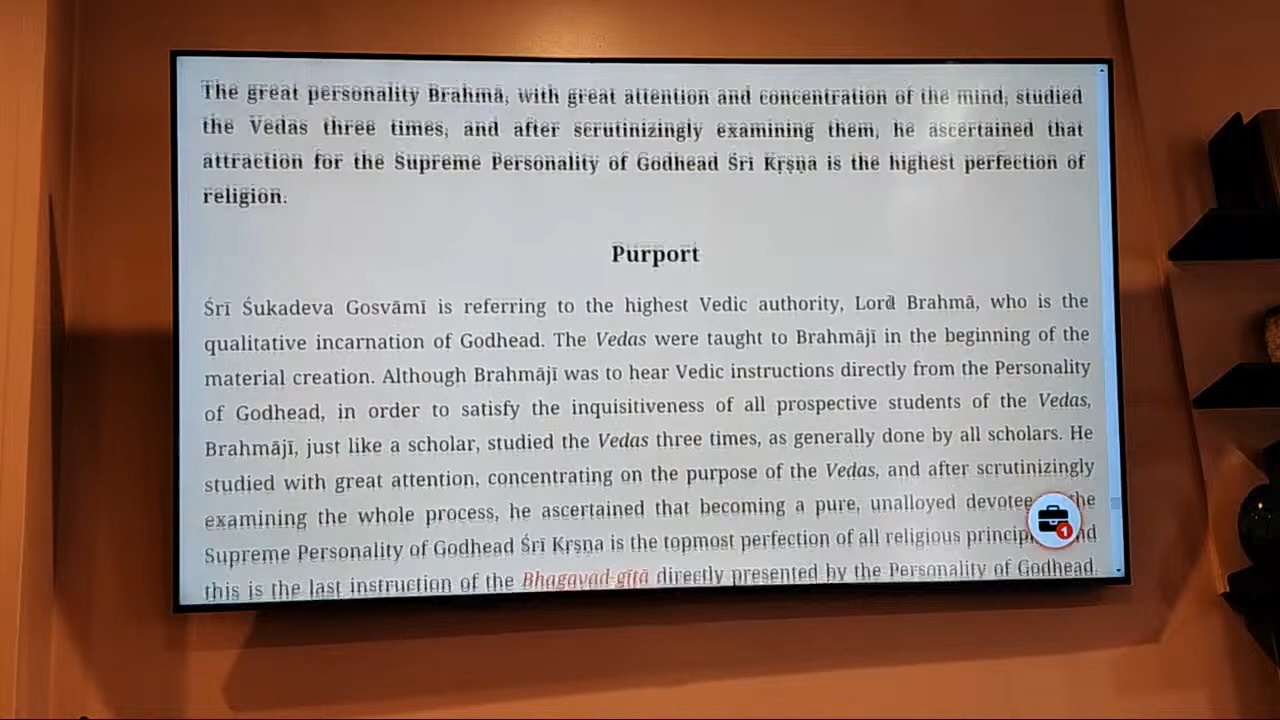 The great personality Brahmā, with great attention and concentration of the mind, studied
the Vedas three times, and after scrutinizingly examining them, he ascertained that
attraction for the Supreme Personality of Godhead Śrī Kṛṣṇa is the highest perfection of
religion.
Purport
Śrī Śukadeva Gosvāmī is referring to the highest Vedic authority, Lord Brahmā, who is the
qualitative incarnation of Godhead. The Vedas were taught to Brahmājī in the beginning of the
material creation. Although Brahmājī was to hear Vedic instructions directly from the Personality
of Godhead, in order to satisfy the inquisitiveness of all prospective students of the Vedas,
Brahmājī, just like a scholar, studied the Vedas three times, as generally done by all scholars. He
studied with great attention, concentrating on the purpose of the Vedas, and after scrutinizingly
examining the whole process, he ascertained that becoming a pure, unalloyed devotee the
Supreme Personality of Godhead Śrī Kṛṣṇa is the topmost perfection of all religious
this is the last instruction of the Bhagavad-gītā directly presented by the Personality of Godhead.
1